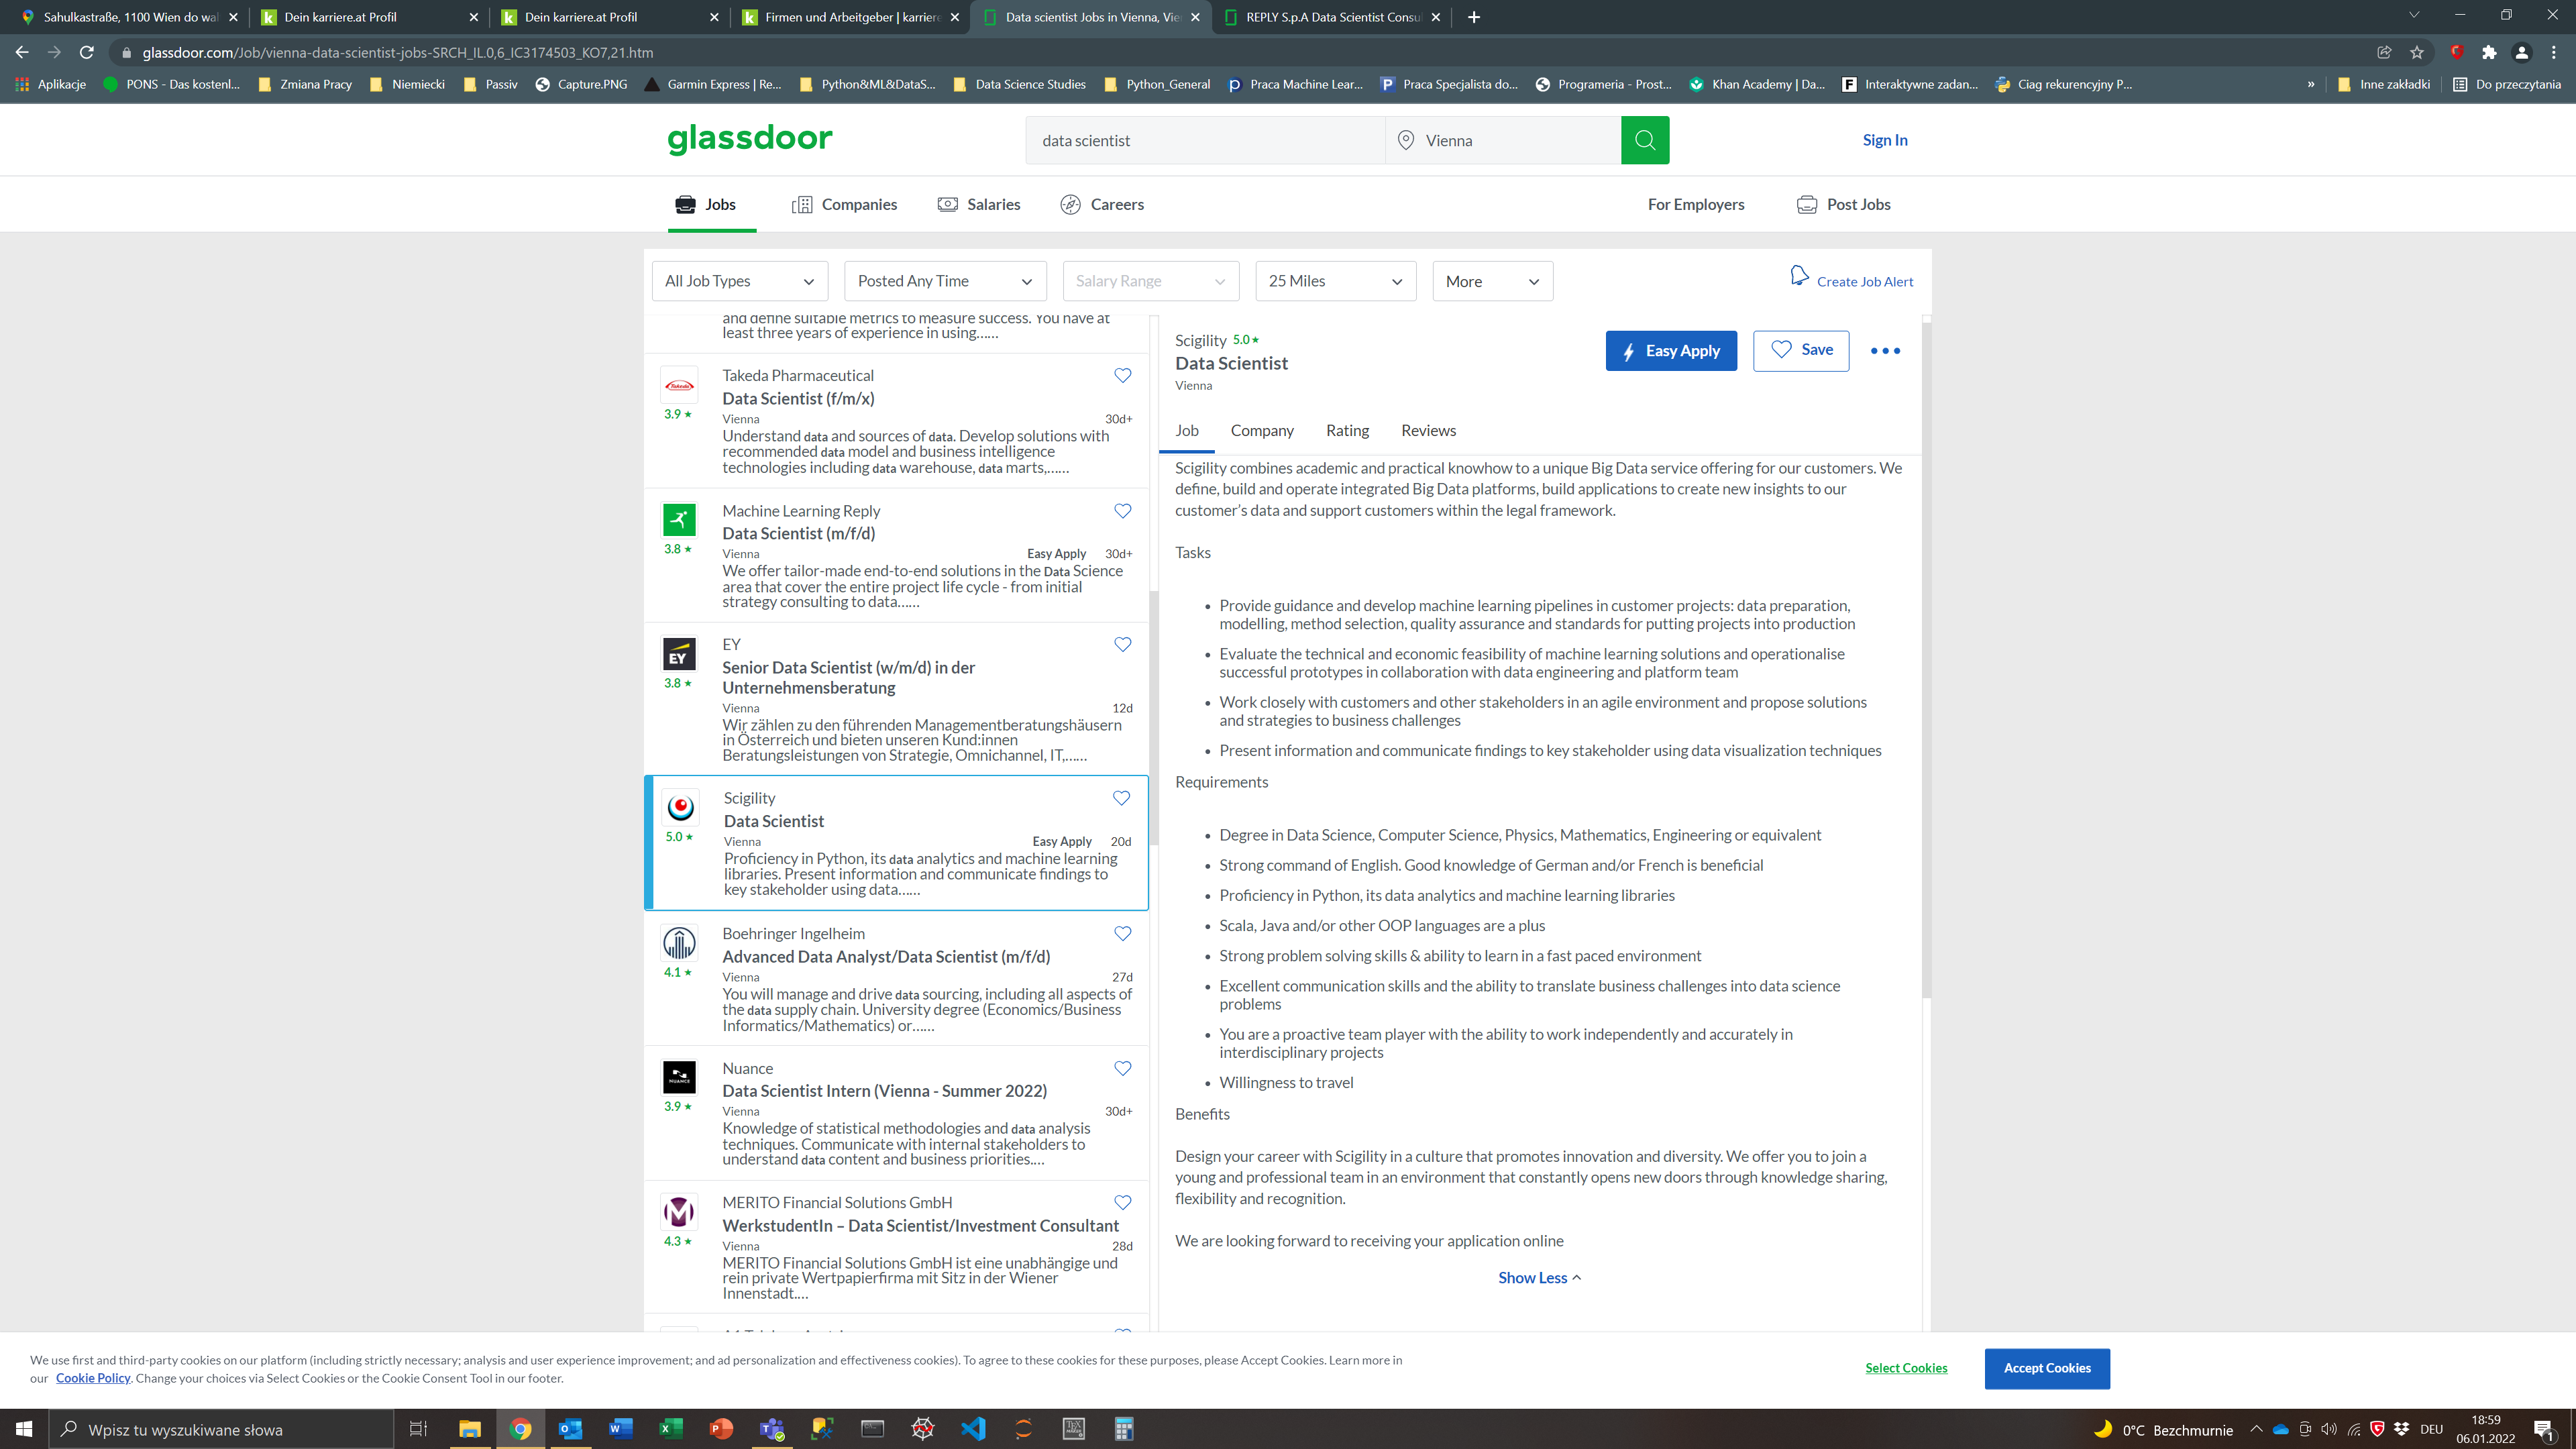 Sahulkastraße, 1100 Wien do wal
Dein karriere.at Profil
Dein karriere.at Profil
Firmen und Arbeitgeber | karriere
Data scientist Jobs in Vienna, Vie
REPLY S.p.A Data Scientist Consul
glassdoor.com/Job/vienna-data-scientist-jobs-SRCH_IL.0,6_IC3174503_KO7,21.htm
Aplikacje
PONS - Das kostenl...
Zmiana Pracy
Niemiecki
Passiv
Capture.PNG
Garmin Express | Re...
Python&ML&DataS...
Data Science Studies
Python_General
Praca Machine Lear...
Praca Specjalista do...
Programeria - Prost...
Khan Academy | Da...
Interaktywne zadan...
Ciag rekurencyjny P...
»
Inne zakładki
Do przeczytania
glassdoor
data scientist
Vienna
Sign In
Jobs
Companies
Salaries
Careers
For Employers
Post Jobs
All Job Types
Posted Any Time
Salary Range
25 Miles
More
Create Job Alert
and define suitable metrics to measure success. You have at
least three years of experience in using……
Takeda Pharmaceutical
Data Scientist (f/m/x)
3.9 ★
Vienna
30d+
Understand data and sources of data. Develop solutions with
recommended data model and business intelligence
technologies including data warehouse, data marts,……
Machine Learning Reply
Data Scientist (m/f/d)
3.8 ★
Vienna
Easy Apply
30d+
We offer tailor-made end-to-end solutions in the Data Science
area that cover the entire project life cycle - from initial
strategy consulting to data……
EY
EY
Senior Data Scientist (w/m/d) in der
Unternehmensberatung
3.8 ★
Vienna
12d
Wir zählen zu den führenden Managementberatungshäusern
in Österreich und bieten unseren Kund:innen
Beratungsleistungen von Strategie, Omnichannel, IT,……
Scigility
Data Scientist
5.0 ★
Vienna
Easy Apply
20d
Proficiency in Python, its data analytics and machine learning
libraries. Present information and communicate findings to
key stakeholder using data……
Boehringer Ingelheim
Advanced Data Analyst/Data Scientist (m/f/d)
4.1 ★
Vienna
27d
You will manage and drive data sourcing, including all aspects of
the data supply chain. University degree (Economics/Business
Informatics/Mathematics) or……
Nuance
NUANCE
Data Scientist Intern (Vienna - Summer 2022)
3.9 ★
Vienna
30d+
Knowledge of statistical methodologies and data analysis
techniques. Communicate with internal stakeholders to
understand data content and business priorities.…
MERITO Financial Solutions GmbH
WerkstudentIn – Data Scientist/Investment Consultant
4.3 ★
Vienna
28d
MERITO Financial Solutions GmbH ist eine unabhängige und
rein private Wertpapierfirma mit Sitz in der Wiener
Innenstadt.…
Scigility 5.0 ★
Data Scientist
Vienna
Easy Apply
Save
Job
Company
Rating
Reviews
Scigility combines academic and practical knowhow to a unique Big Data service offering for our customers. We
define, build and operate integrated Big Data platforms, build applications to create new insights to our
customer's data and support customers within the legal framework.
Tasks
• Provide guidance and develop machine learning pipelines in customer projects: data preparation,
modelling, method selection, quality assurance and standards for putting projects into production
• Evaluate the technical and economic feasibility of machine learning solutions and operationalise
successful prototypes in collaboration with data engineering and platform team
• Work closely with customers and other stakeholders in an agile environment and propose solutions
and strategies to business challenges
• Present information and communicate findings to key stakeholder using data visualization techniques
Requirements
• Degree in Data Science, Computer Science, Physics, Mathematics, Engineering or equivalent
• Strong command of English. Good knowledge of German and/or French is beneficial
• Proficiency in Python, its data analytics and machine learning libraries
• Scala, Java and/or other OOP languages are a plus
• Strong problem solving skills & ability to learn in a fast paced environment
• Excellent communication skills and the ability to translate business challenges into data science
problems
• You are a proactive team player with the ability to work independently and accurately in
interdisciplinary projects
• Willingness to travel
Benefits
Design your career with Scigility in a culture that promotes innovation and diversity. We offer you to join a
young and professional team in an environment that constantly opens new doors through knowledge sharing,
flexibility and recognition.
We are looking forward to receiving your application online
Show Less
We use first and third-party cookies on our platform (including strictly necessary; analysis and user experience improvement; and ad personalization and effectiveness cookies). To agree to these cookies for these purposes, please Accept Cookies. Learn more in
our Cookie Policy. Change your choices via Select Cookies or the Cookie Consent Tool in our footer.
Select Cookies
Accept Cookies
Wpisz tu wyszukiwane słowa
0°C Bezchmurnie
DEU
18:59
06.01.2022
1